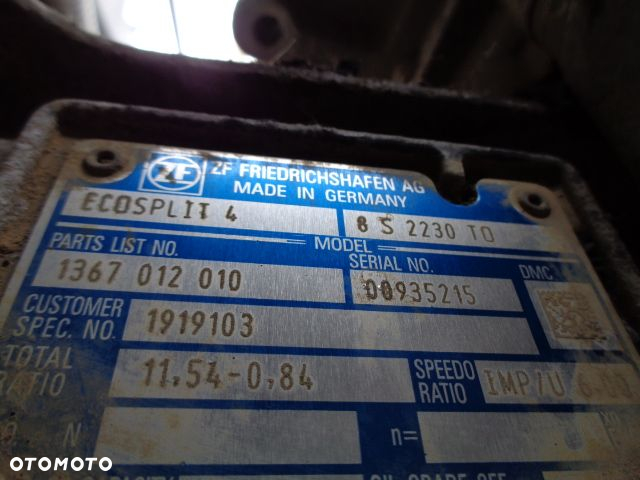 ZF
ZF FRIEDRICHSHAFEN AG
MADE IN GERMANY
ECOSPLIT 4
8 S 2230 TO
MODEL
PARTS LIST NO.
SERIAL NO.
DMC
1367 012 010
00935215
CUSTOMER
SPEC. NO.
1919103
TOTAL
RATIO
11,54-0,84
SPEEDO
RATIO
IMP/U
N
n=
OTOMOTO